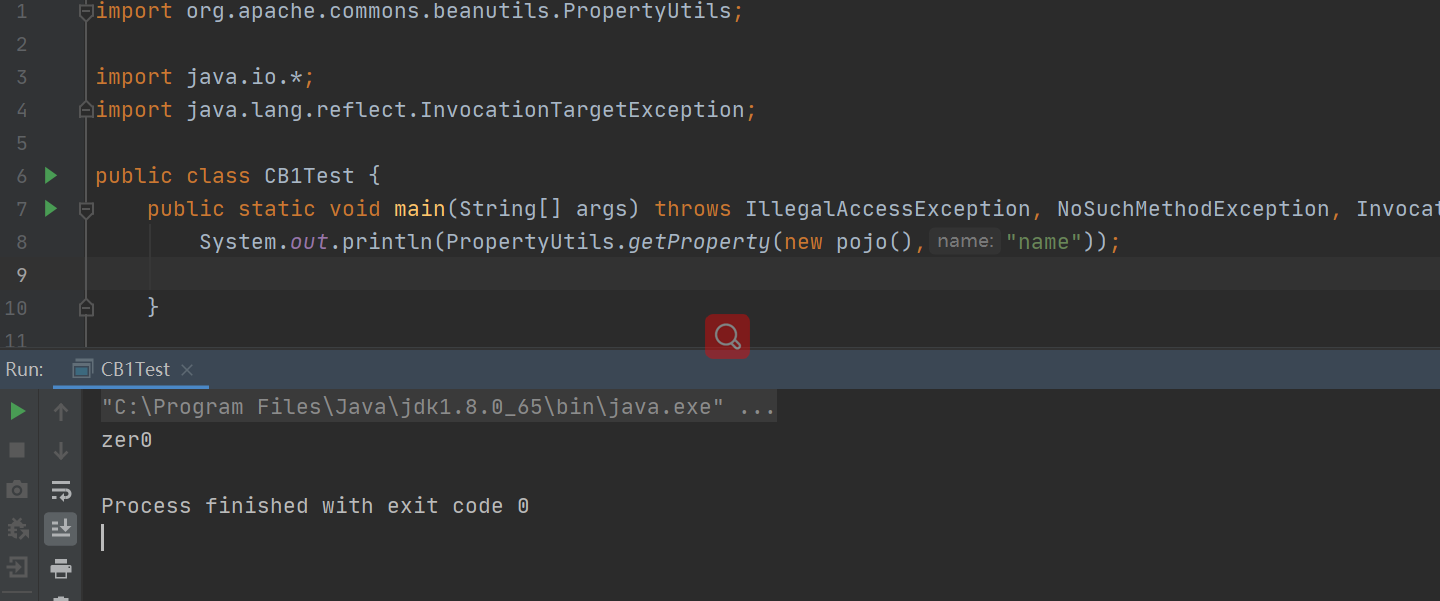 1 import org.apache.commons.beanutils.PropertyUtils;
2
3 import java.io.*;
4 import java.lang.reflect.InvocationTargetException;
5
6 public class CB1Test {
7 public static void main(String[] args) throws IllegalAccessException, NoSuchMethodException, Invocat
8 System.out.println(PropertyUtils.getProperty(new pojo(), name: "name"));
9
10 }
11
Run: CB1Test
"C:\Program Files\Java\jdk1.8.0_65\bin\java.exe" ...
zer0
Process finished with exit code 0